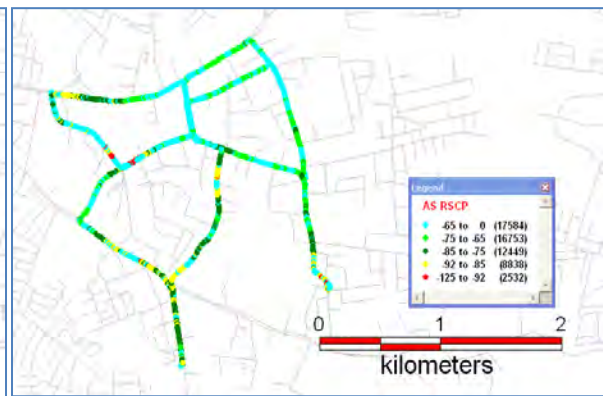 Legend
AS RSCP
-65 to 0 (17584)
-75 to -65 (16753)
-85 to -75 (12449)
-92 to -85 (8838)
-125 to -92 (2532)
0 1 2
kilometers